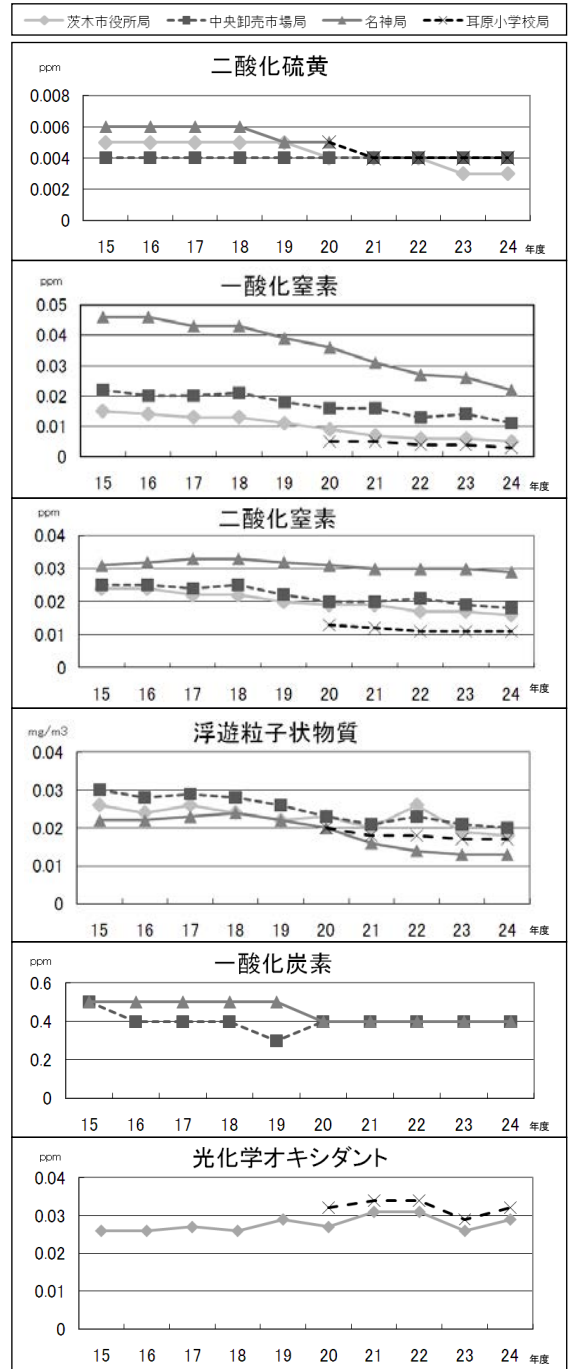 茨木市役所局 中央卸売市場局 名神局 耳原小学校局
ppm
二酸化硫黄
0.008
0.006
0.004
0.002
0
15 16 17 18 19 20 21 22 23 24 年度
ppm
一酸化窒素
0.05
0.04
0.03
0.02
0.01
0
15 16 17 18 19 20 21 22 23 24 年度
ppm
二酸化窒素
0.04
0.03
0.02
0.01
0
15 16 17 18 19 20 21 22 23 24 年度
mg/m3
浮遊粒子状物質
0.04
0.03
0.02
0.01
0
15 16 17 18 19 20 21 22 23 24 年度
ppm
一酸化炭素
0.6
0.4
0.2
0
15 16 17 18 19 20 21 22 23 24 年度
ppm
光化学オキシダント
0.04
0.03
0.02
0.01
0
15 16 17 18 19 20 21 22 23 24 年度